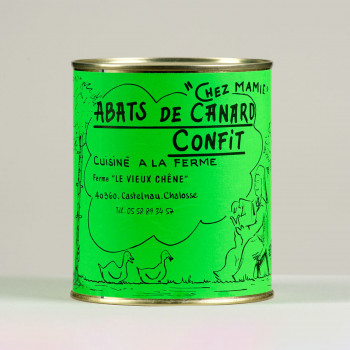 "CHEZ MAMIE"
ABATS DE CANARD
CONFIT
CUISINÉ A LA FERME
Ferme "LE VIEUX CHÊNE"
40360. Castelnau. Chalosse
Tél. 05 58 89 34 57